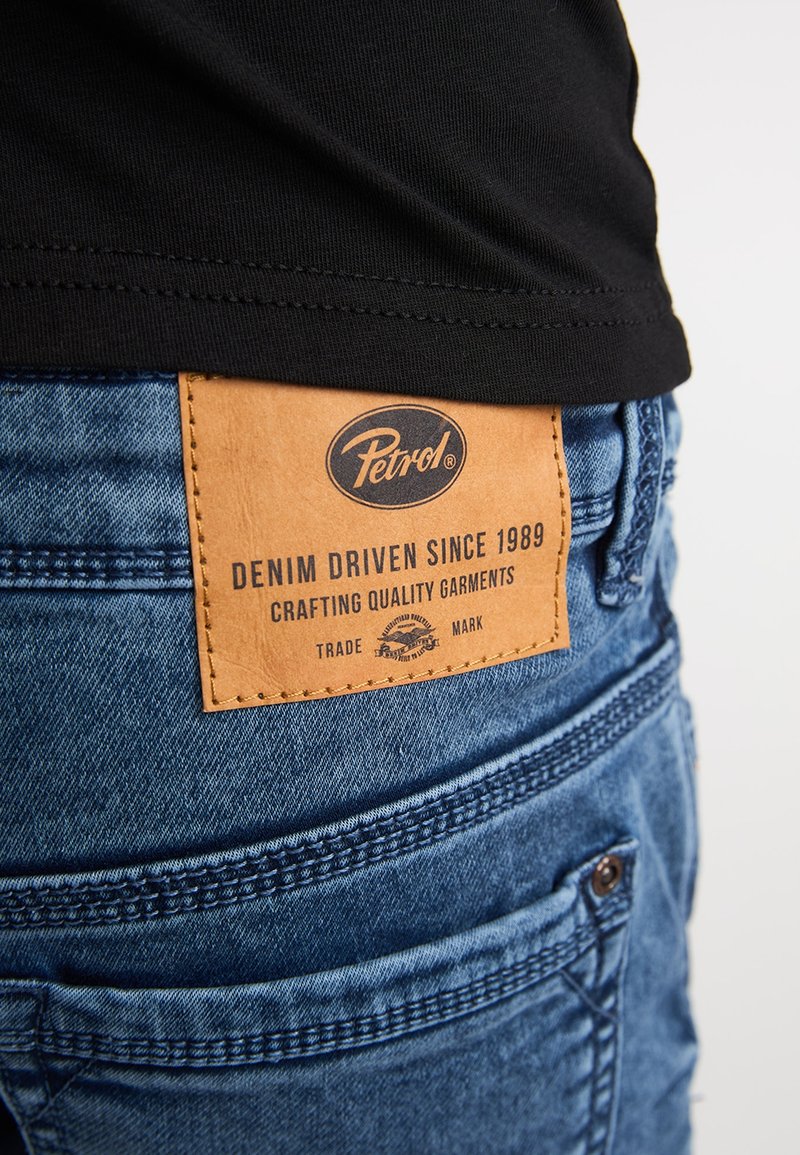 Petrol®
DENIM DRIVEN SINCE 1989
CRAFTING QUALITY GARMENTS
TRADE MARK